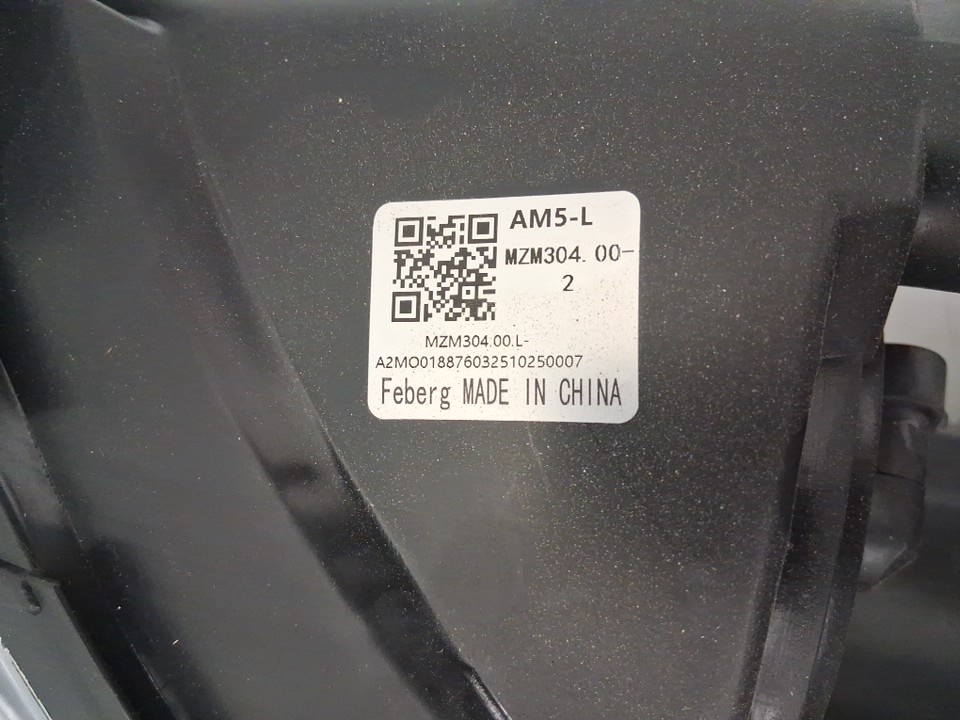 AM5-L
MZM304.00-
2
MZM304.00.L-
A2MO018876032510250007
Feberg MADE IN CHINA